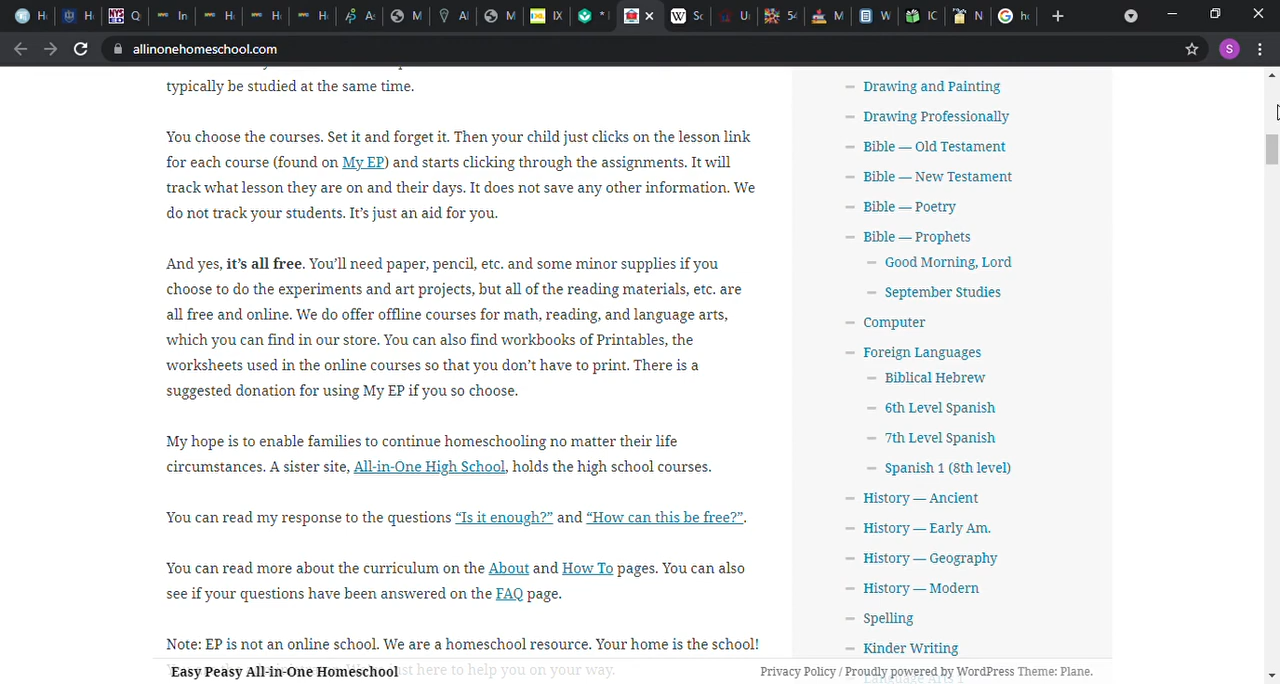 allinonehomeschool.com
S
typically be studied at the same time.
You choose the courses. Set it and forget it. Then your child just clicks on the lesson link
for each course (found on My EP) and starts clicking through the assignments. It will
track what lesson they are on and their days. It does not save any other information. We
do not track your students. It's just an aid for you.
And yes, it's all free. You'll need paper, pencil, etc. and some minor supplies if you
choose to do the experiments and art projects, but all of the reading materials, etc. are
all free and online. We do offer offline courses for math, reading, and language arts,
which you can find in our store. You can also find workbooks of Printables, the
worksheets used in the online courses so that you don't have to print. There is a
suggested donation for using My EP if you so choose.
My hope is to enable families to continue homeschooling no matter their life
circumstances. A sister site, All-in-One High School, holds the high school courses.
You can read my response to the questions “Is it enough?” and “How can this be free?”.
You can read more about the curriculum on the About and How To pages. You can also
see if your questions have been answered on the FAQ page.
Note: EP is not an online school. We are a homeschool resource. Your home is the school!
Drawing and Painting
Drawing Professionally
Bible — Old Testament
Bible — New Testament
Bible — Poetry
Bible — Prophets
Good Morning, Lord
September Studies
Computer
Foreign Languages
Biblical Hebrew
6th Level Spanish
7th Level Spanish
Spanish 1 (8th level)
History — Ancient
History — Early Am.
History — Geography
History — Modern
Spelling
Kinder Writing
Language Arts 1
Easy Peasy All-in-One Homeschool
here to help you on your way.
Privacy Policy / Proudly powered by WordPress Theme: Plane.